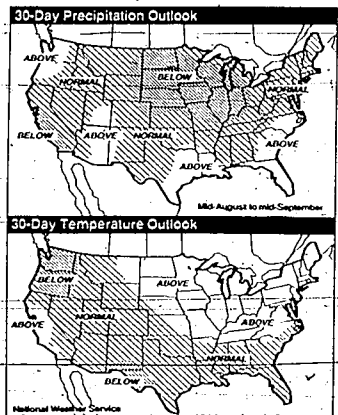 30-Day Precipitation Outlook
ABOVE
NORMAL
BELOW
NORMAL
BELOW
ABOVE
NORMAL
ABOVE
ABOVE
Mid-August to mid-September
30-Day Temperature Outlook
BELOW
ABOVE
ABOVE
NORMAL
ABOVE
NORMAL
BELOW
National Weather Service